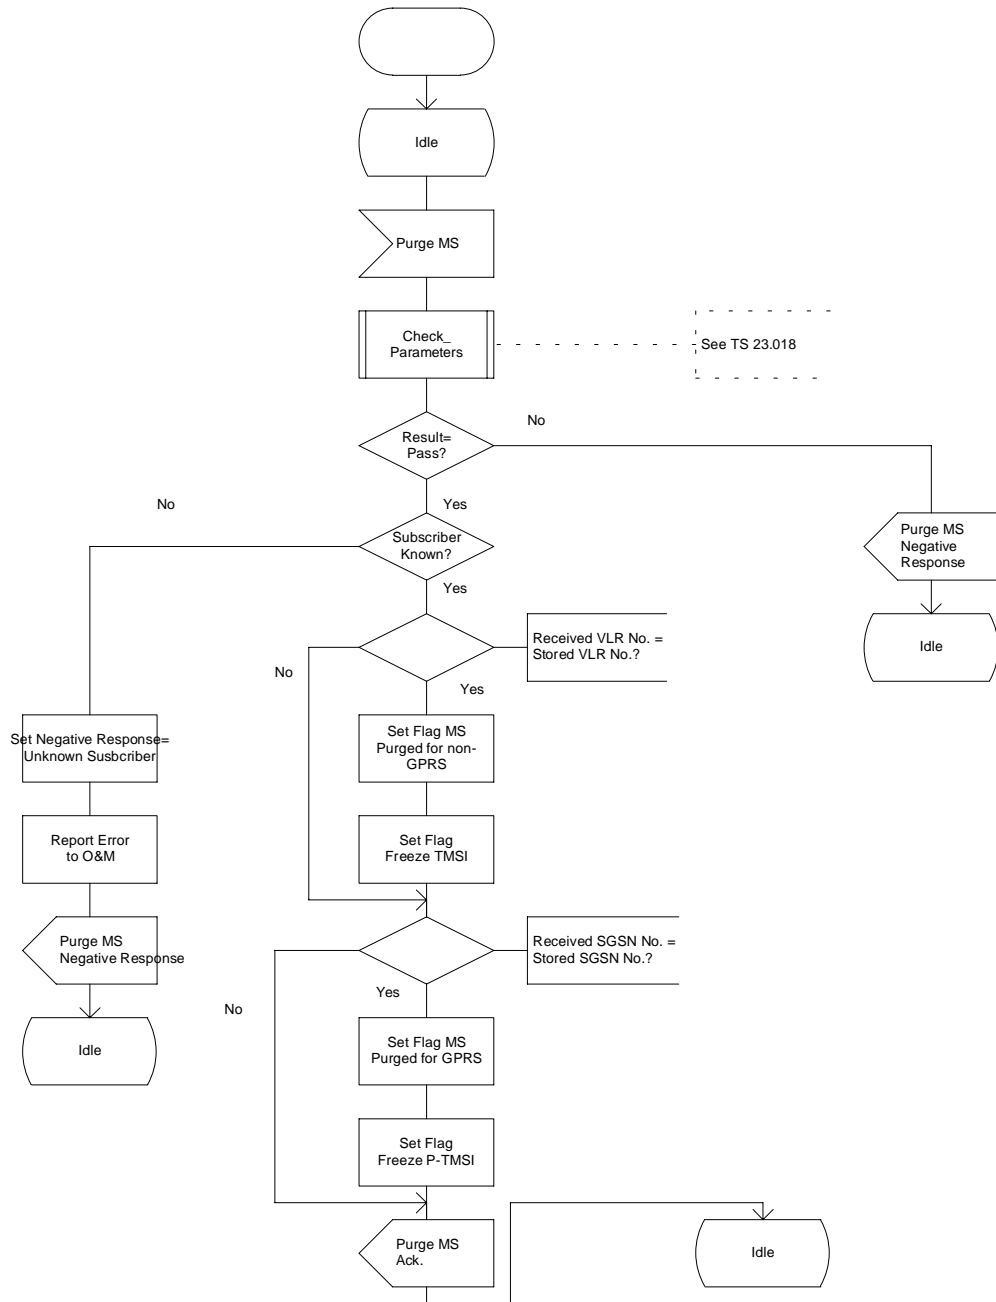 Idle
Purge MS
Check_
Parameters
See TS 23.018
No
Result=
Pass?
No
Yes
Subscriber
Known?
Purge MS
Negative
Response
Yes
Received VLR No. =
Stored VLR No.?
Idle
No
Yes
Set Negative Response=
Unknown Susbcriber
Set Flag MS
Purged for non-
GPRS
Report Error
to O&M
Set Flag
Freeze TMSI
Purge MS
Negative Response
Received SGSN No. =
Stored SGSN No.?
Yes
No
Idle
Set Flag MS
Purged for GPRS
Set Flag
Freeze P-TMSI
Purge MS
Ack.
Idle